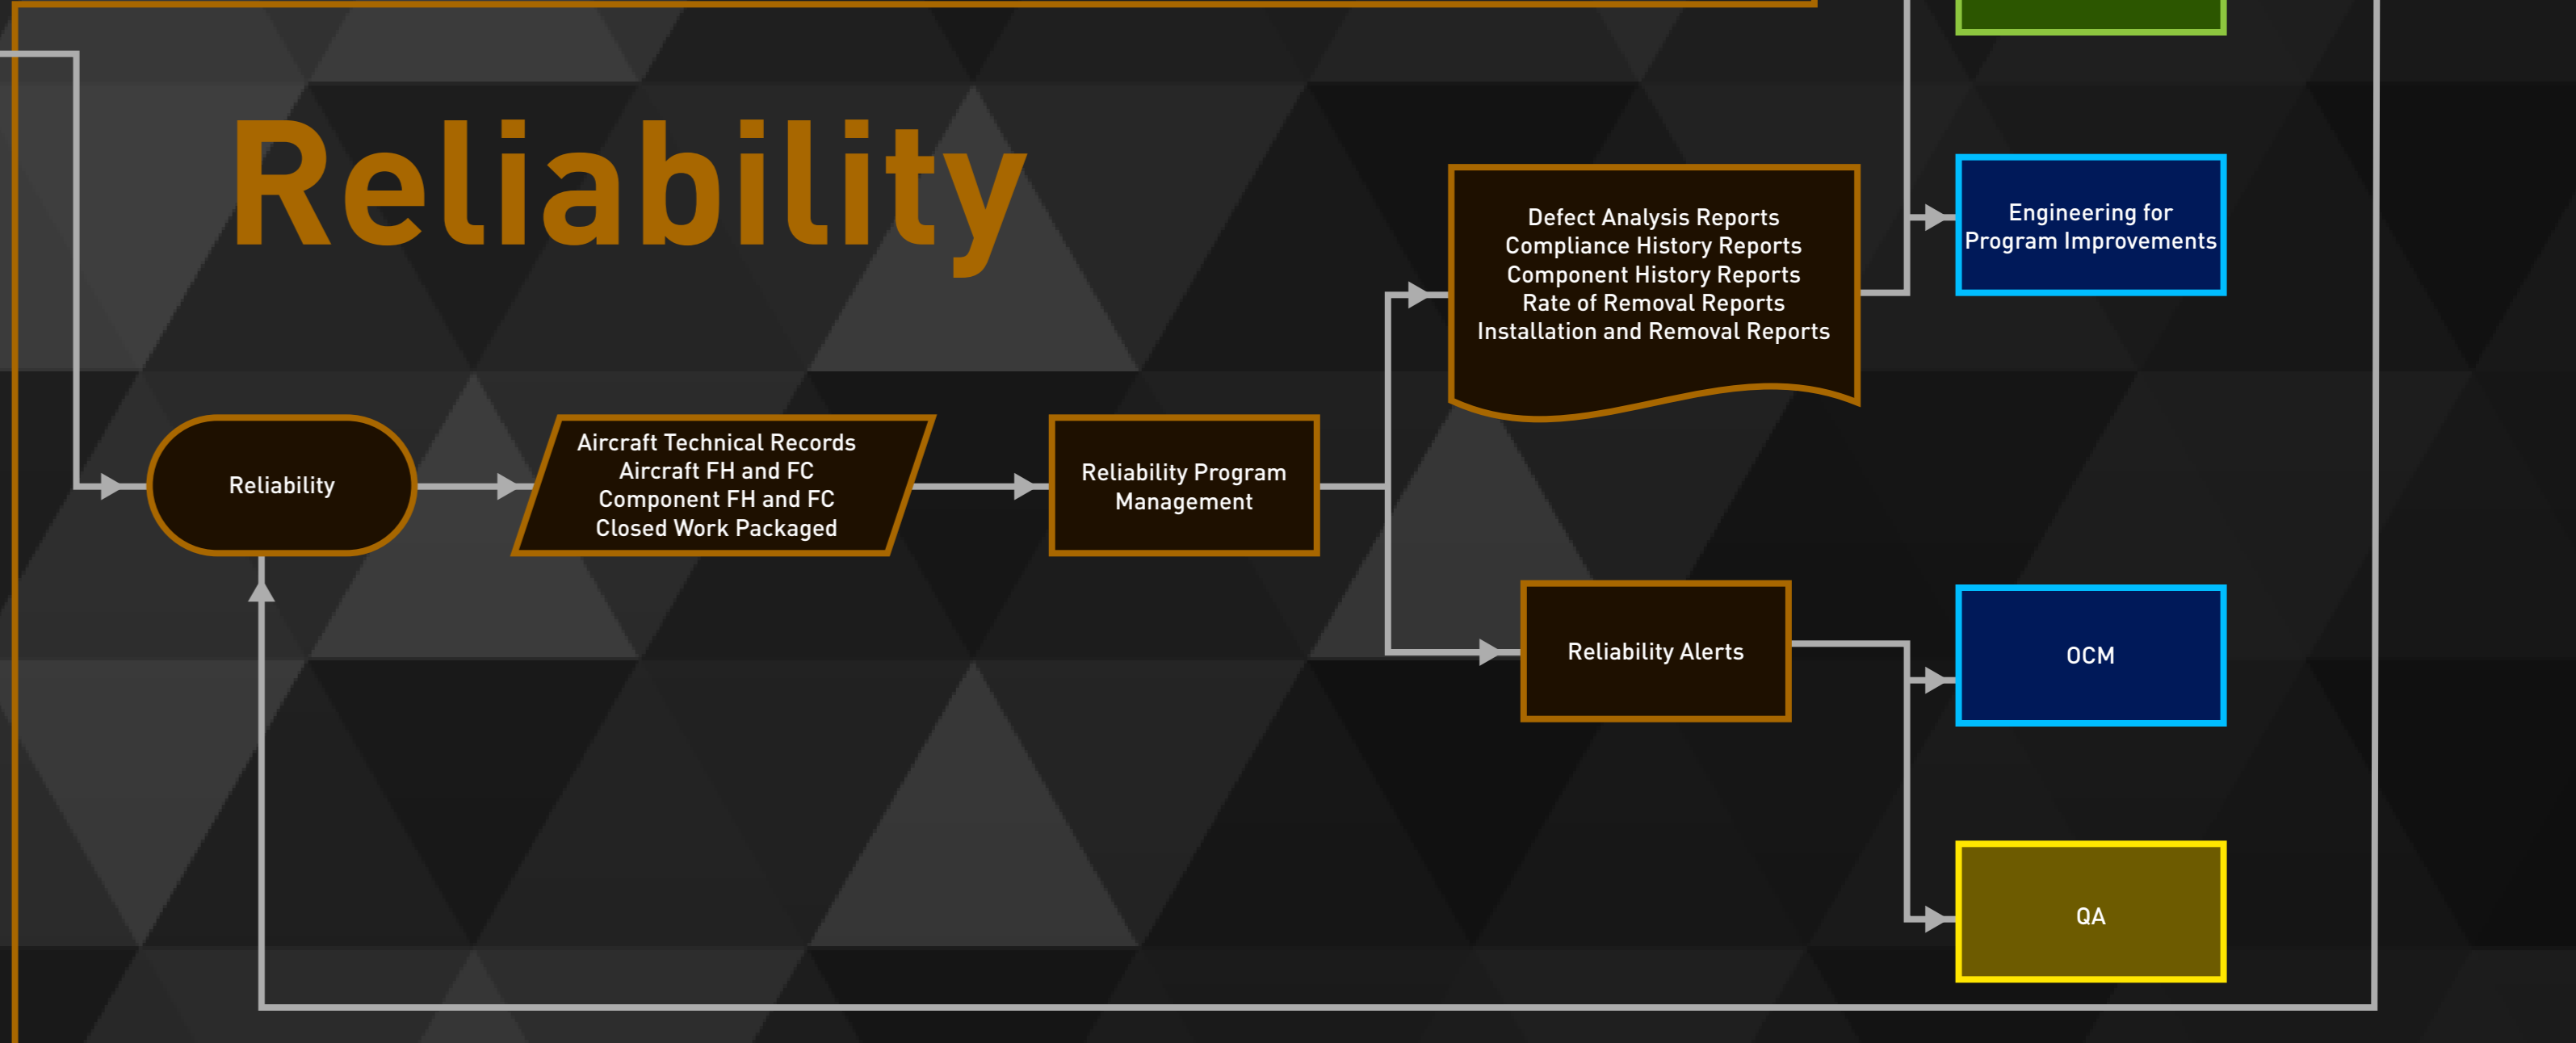 Reliability
Reliability
Aircraft Technical Records
Aircraft FH and FC
Component FH and FC
Closed Work Packaged
Reliability Program
Management
Defect Analysis Reports
Compliance History Reports
Component History Reports
Rate of Removal Reports
Installation and Removal Reports
Reliability Alerts
Engineering for
Program Improvements
OCM
QA